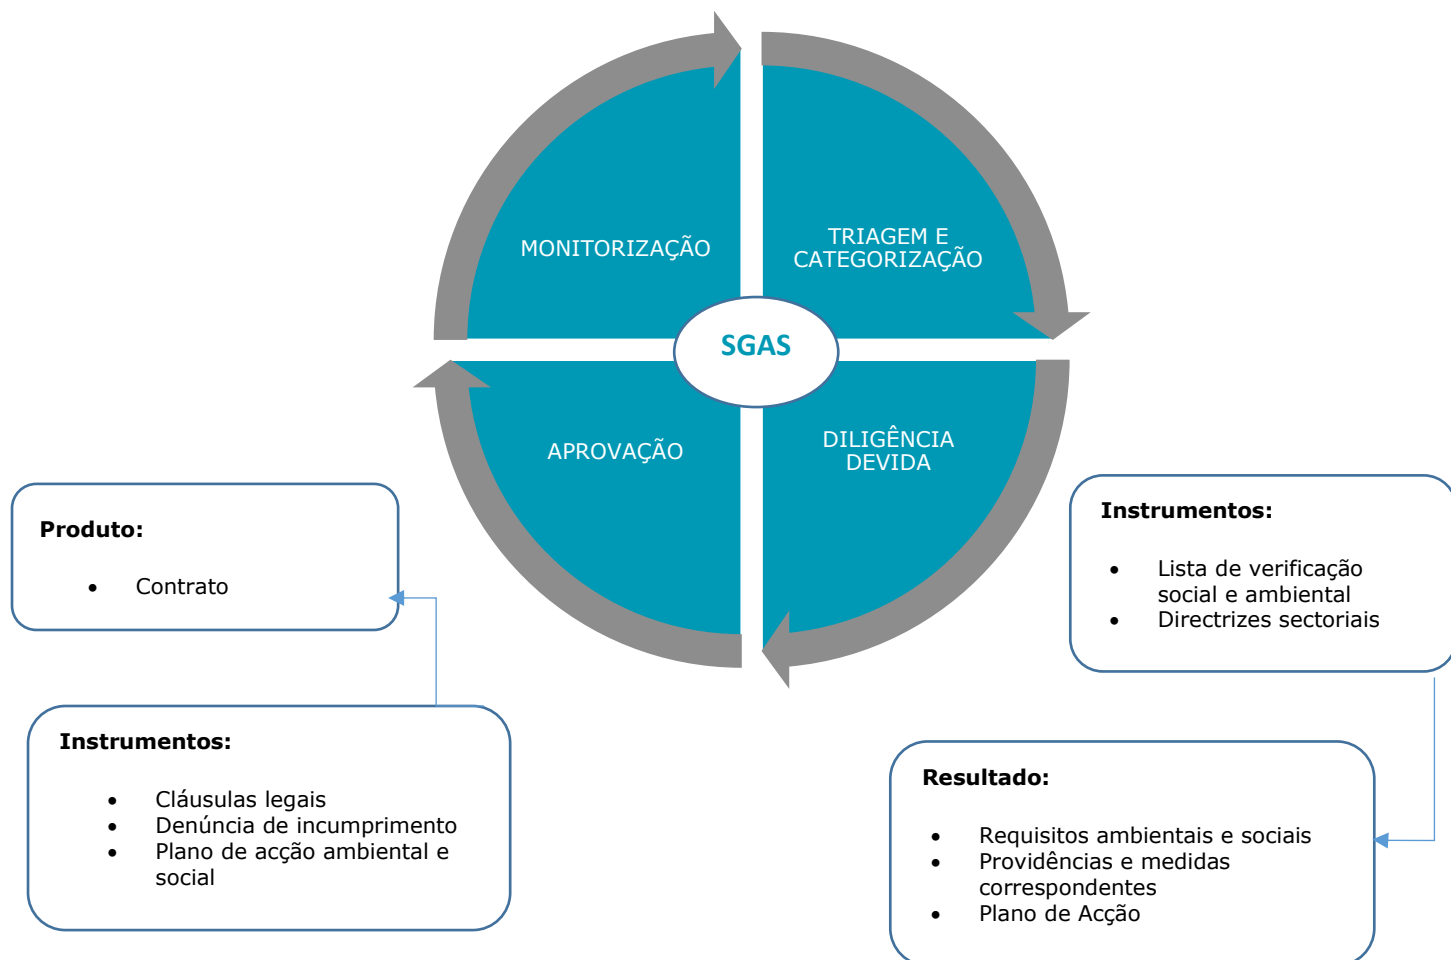 MONITORIZAÇÃO
TRIAGEM E
CATEGORIZAÇÃO
SGAS
APROVAÇÃO
DILIGÊNCIA
DEVIDA
Produto:
• Contrato
Instrumentos:
• Cláusulas legais
• Denúncia de incumprimento
• Plano de acção ambiental e
social
Instrumentos:
• Lista de verificação
social e ambiental
• Directrizes sectoriais
Resultado:
• Requisitos ambientais e sociais
• Providências e medidas
correspondentes
• Plano de Acção